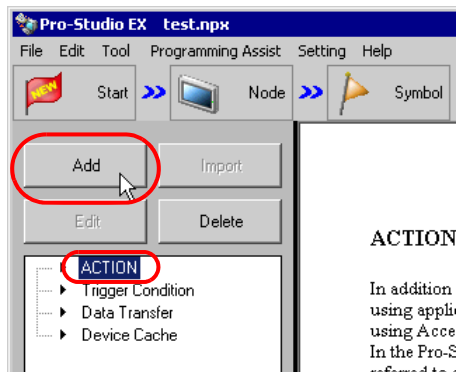 Pro-Studio EX test.npx
File Edit Tool Programming Assist Setting Help
NEW Start Node Symbol
Add Import
Edit Delete
ACTION
Trigger Condition
Data Transfer
Device Cache
ACTION
In addition
using applic
using Acce
In the Pro-S